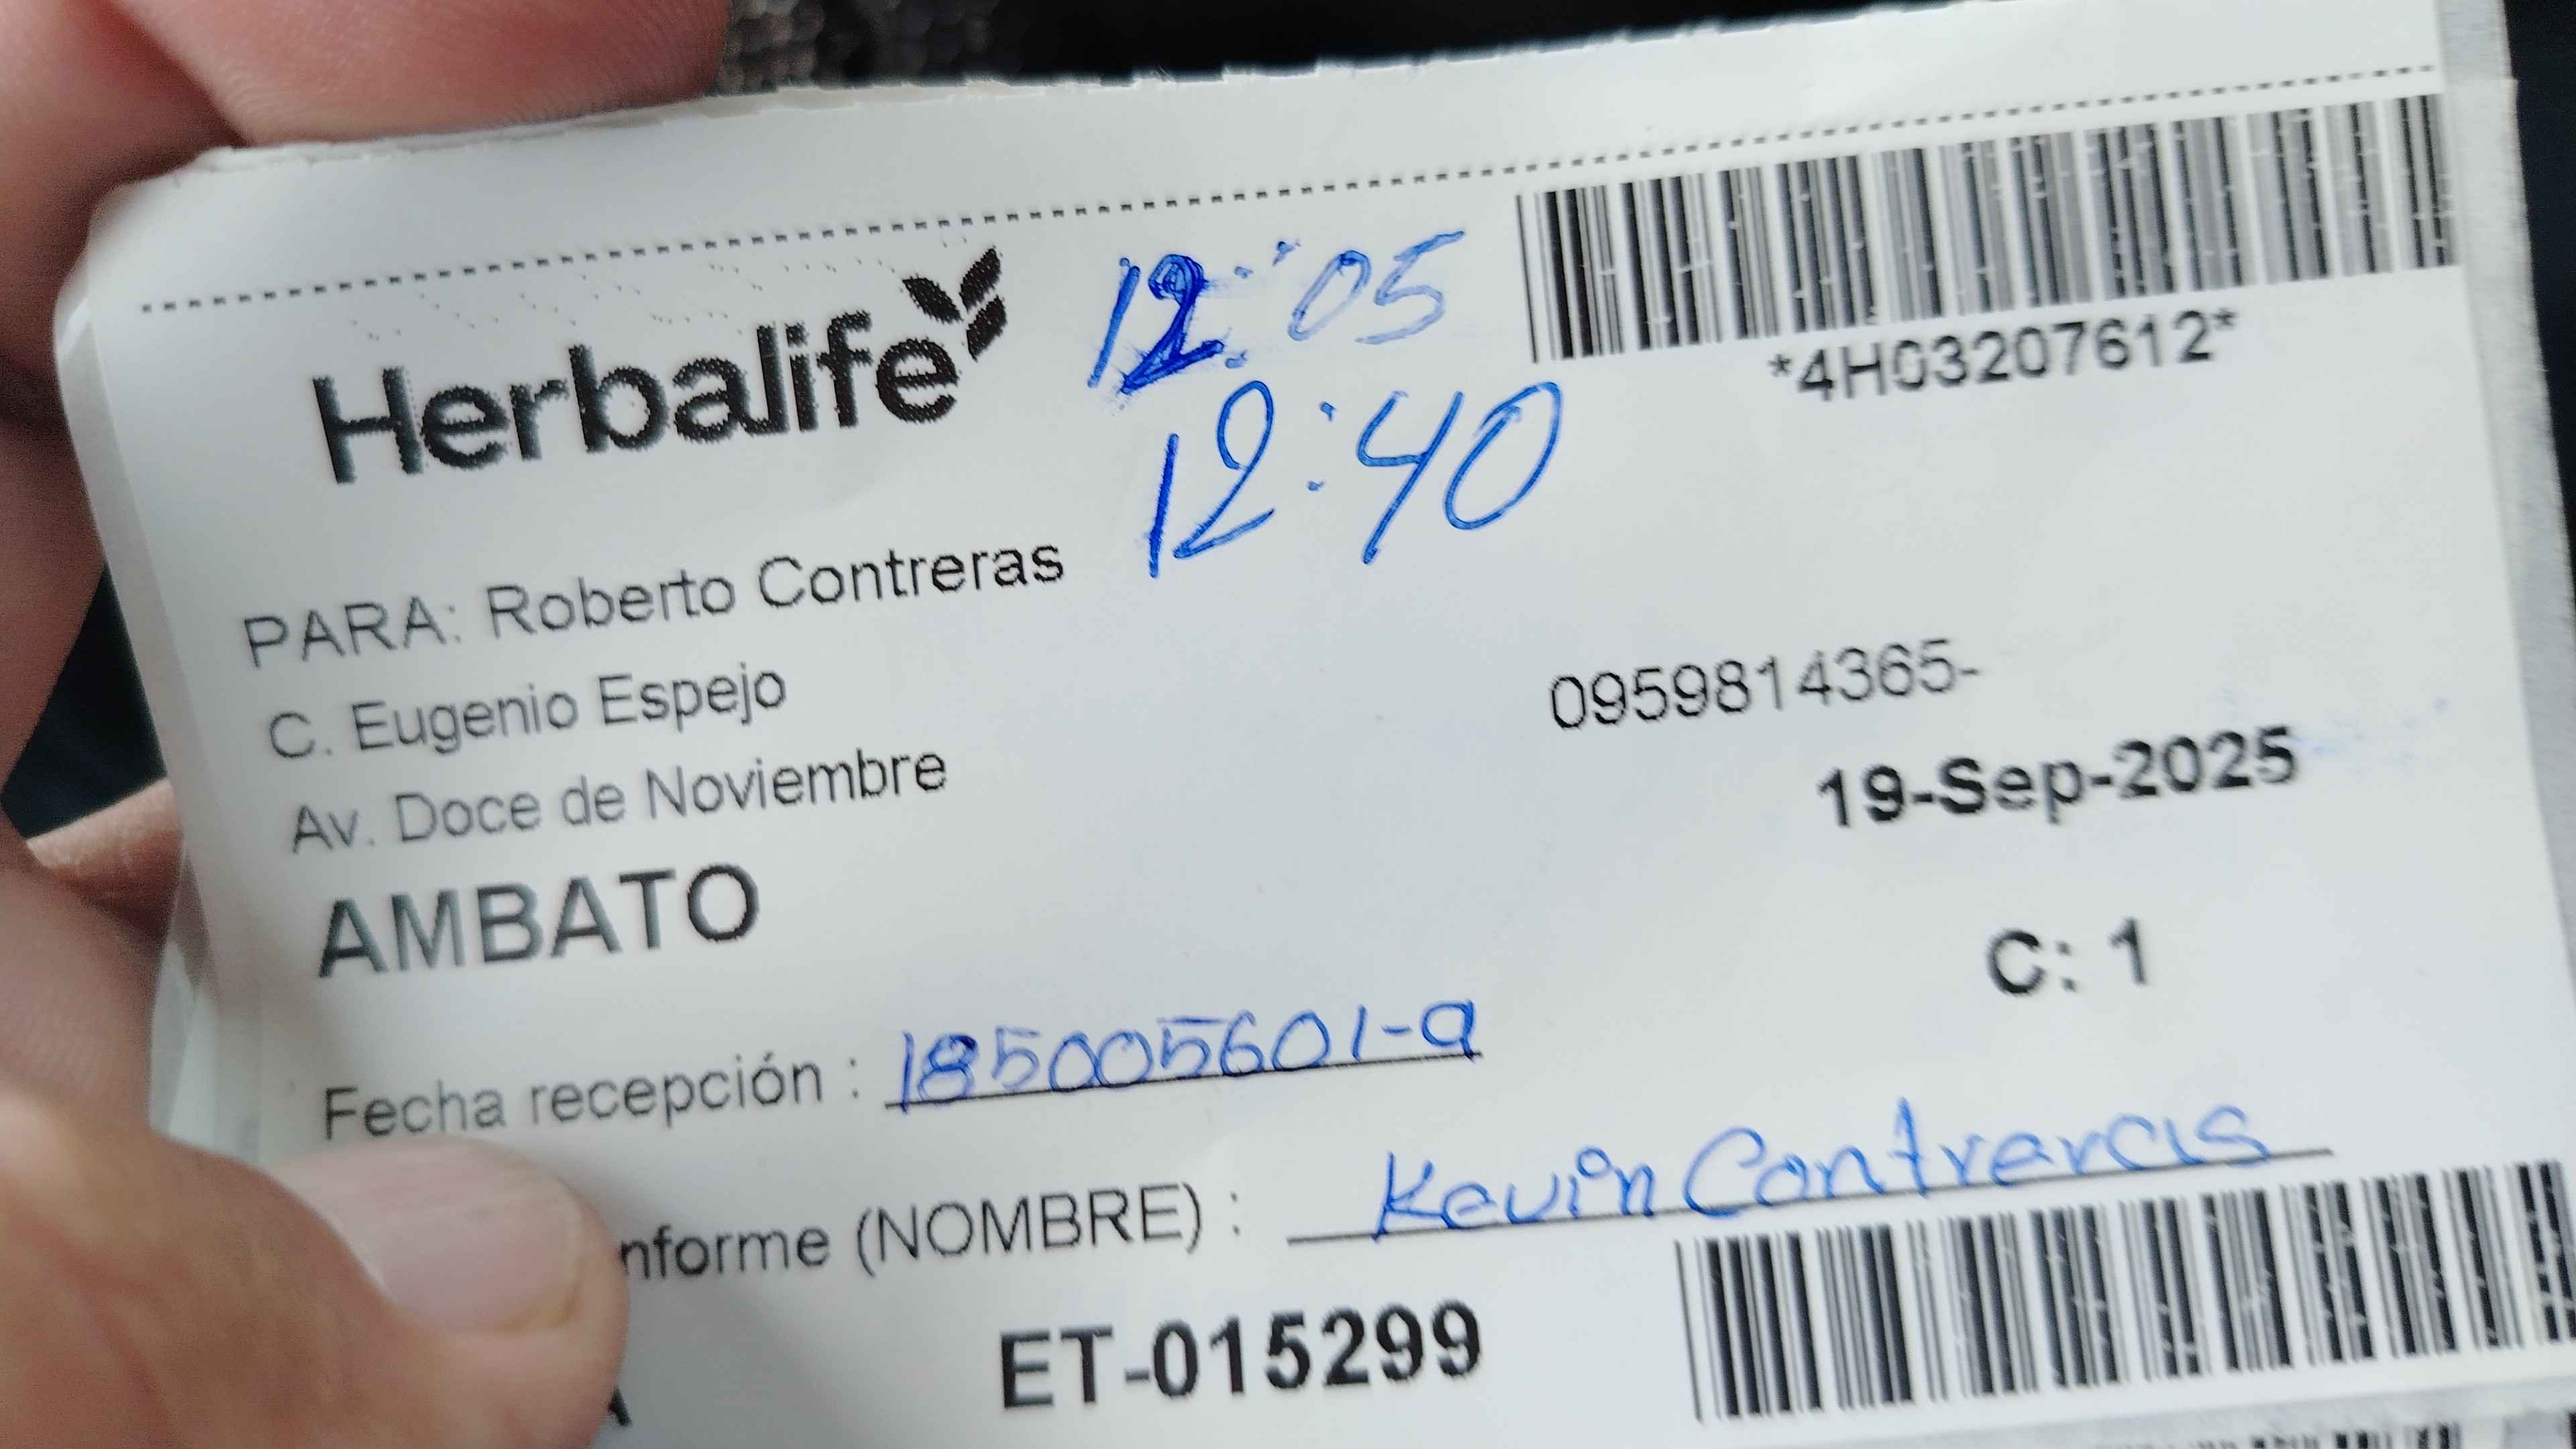 Herbalife
12:05
12:40
*4H03207612*
PARA: Roberto Contreras
C. Eugenio Espejo
0959814365-
Av. Doce de Noviembre
19-Sep-2025
AMBATO
C: 1
Fecha recepción : 185005601-9
nforme (NOMBRE) : Kevin Contreras
ET-015299